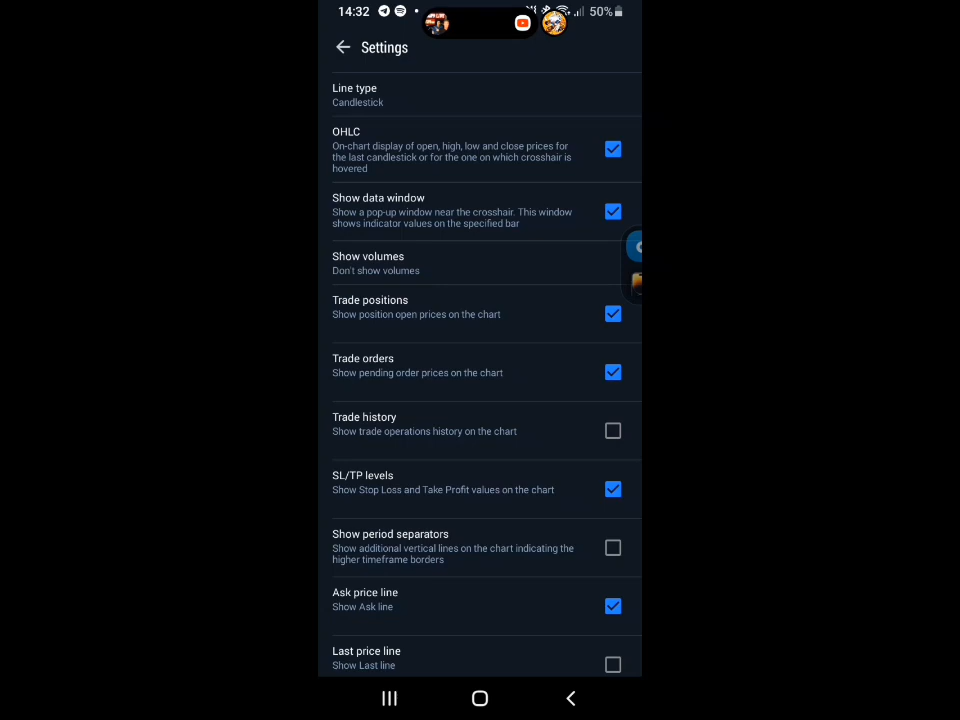 14:32
50%
Settings
Line type
Candlestick
OHLC
On-chart display of open, high, low and close prices for
the last candlestick or for the one on which crosshair is
hovered
Show data window
Show a pop-up window near the crosshair. This window
shows indicator values on the specified bar
Show volumes
Don't show volumes
Trade positions
Show position open prices on the chart
Trade orders
Show pending order prices on the chart
Trade history
Show trade operations history on the chart
SL/TP levels
Show Stop Loss and Take Profit values on the chart
Show period separators
Show additional vertical lines on the chart indicating the
higher timeframe borders
Ask price line
Show Ask line
Last price line
Show Last line